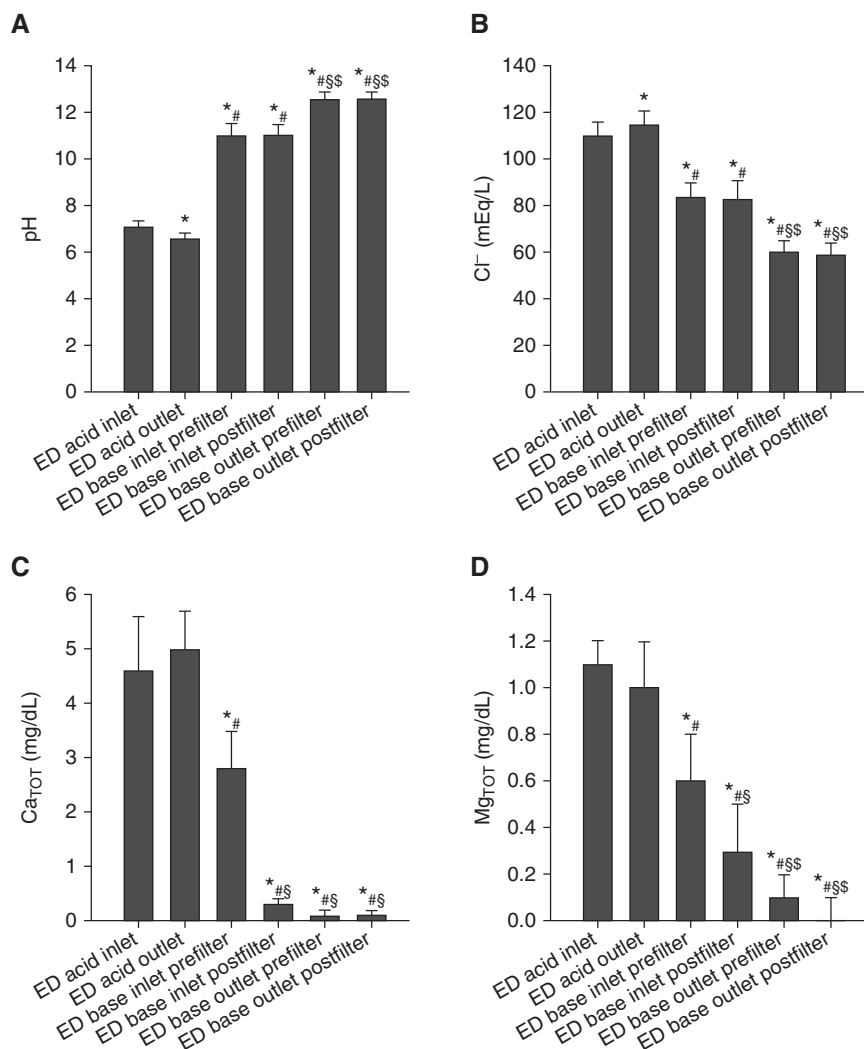 A
14
12
10
8
6
4
2
0
pH
*
*#
*#
*#§$
*#§$
ED acid inlet
ED acid outlet
ED base inlet prefilter
ED base inlet postfilter
ED base outlet prefilter
ED base outlet postfilter
B
140
120
100
80
60
40
20
0
Cl⁻ (mEq/L)
*
*#
*#
*#§$
*#§$
ED acid inlet
ED acid outlet
ED base inlet prefilter
ED base inlet postfilter
ED base outlet prefilter
ED base outlet postfilter
C
6
5
4
3
2
1
0
CaTOT (mg/dL)
*#
*#§
*#§
*#§
ED acid inlet
ED acid outlet
ED base inlet prefilter
ED base inlet postfilter
ED base outlet prefilter
ED base outlet postfilter
D
1.4
1.2
1.0
0.8
0.6
0.4
0.2
0.0
MgTOT (mg/dL)
*#
*#§
*#§$
*#§$
ED acid inlet
ED acid outlet
ED base inlet prefilter
ED base inlet postfilter
ED base outlet prefilter
ED base outlet postfilter